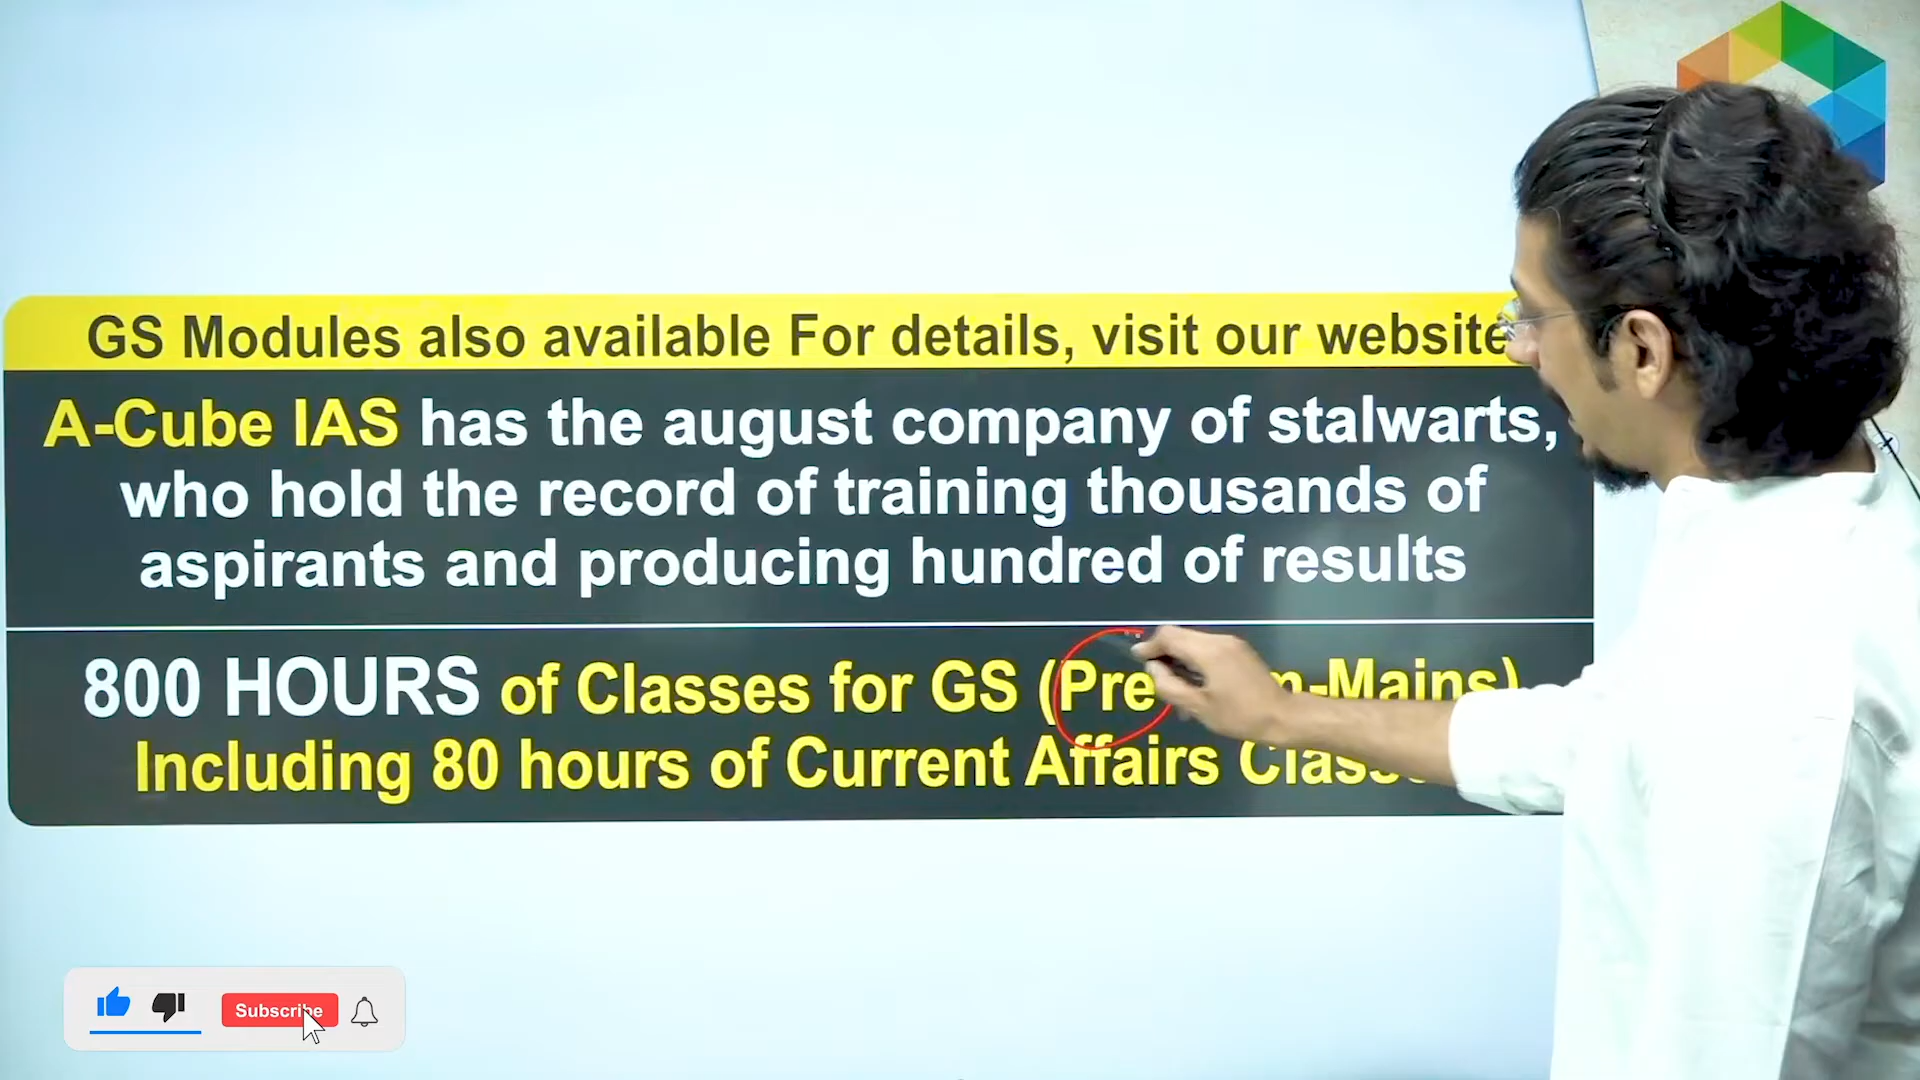 GS Modules also available For details, visit our website
A-Cube IAS has the august company of stalwarts,
who hold the record of training thousands of
aspirants and producing hundred of results
800 HOURS of Classes for GS (Pre -Mains)
Including 80 hours of Current Affairs
Subscribe